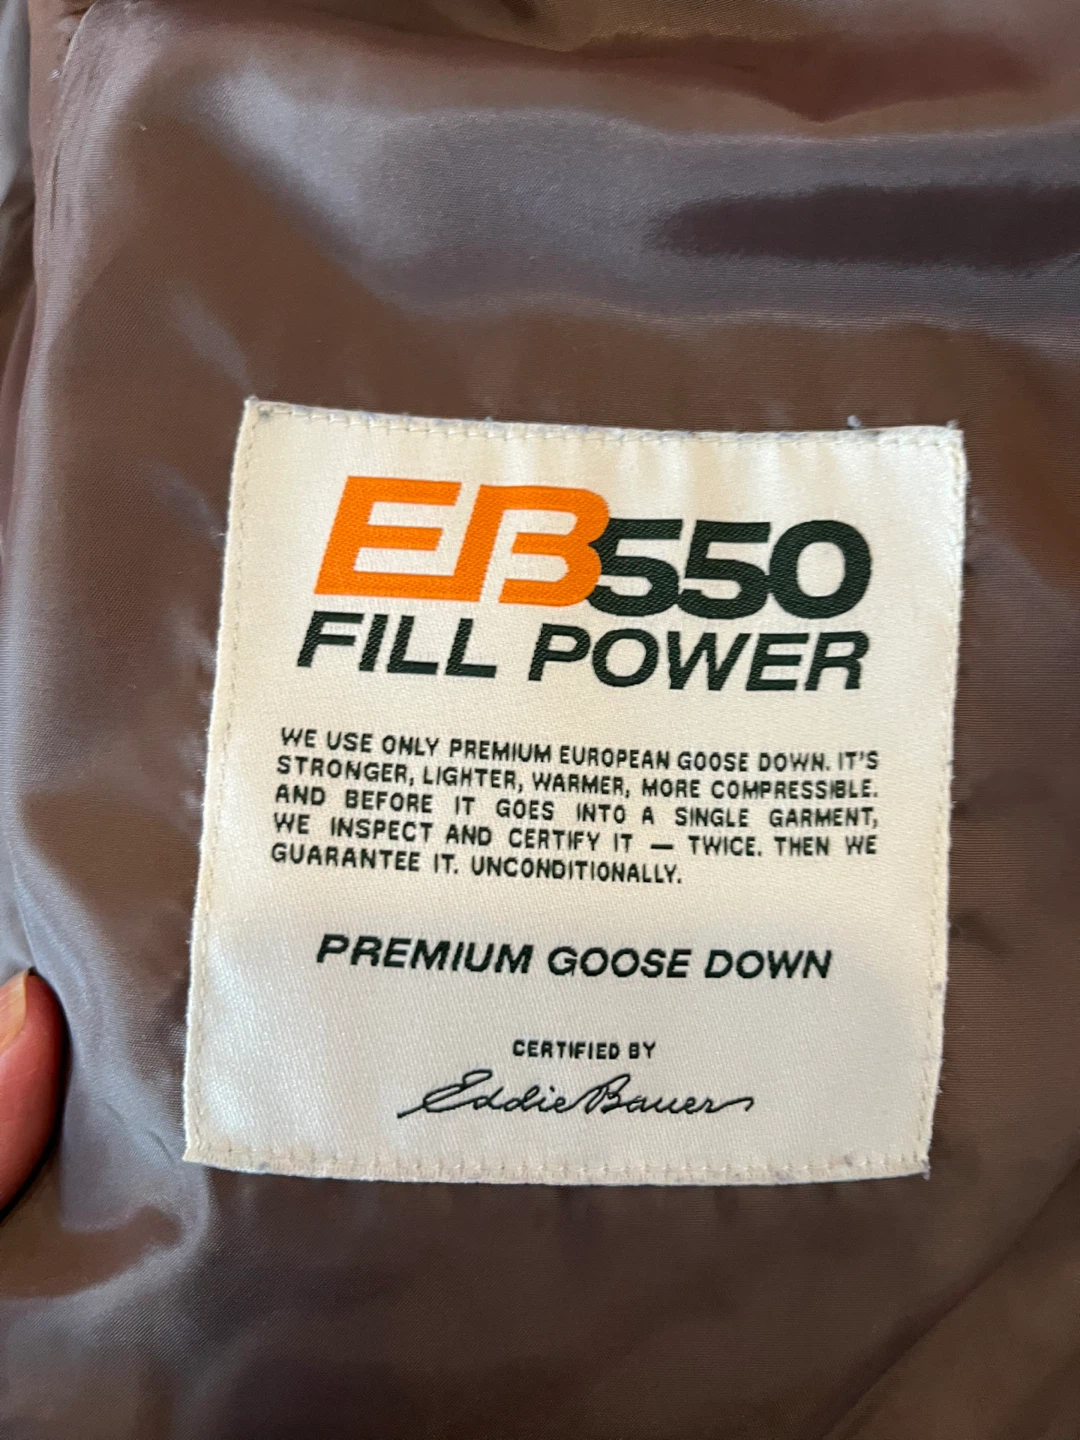 EB550
FILL POWER
WE USE ONLY PREMIUM EUROPEAN GOOSE DOWN. IT'S
STRONGER, LIGHTER, WARMER, MORE COMPRESSIBLE.
AND BEFORE IT GOES INTO A SINGLE GARMENT,
WE INSPECT AND CERTIFY IT — TWICE. THEN WE
GUARANTEE IT. UNCONDITIONALLY.
PREMIUM GOOSE DOWN
CERTIFIED BY
Eddie Bauer